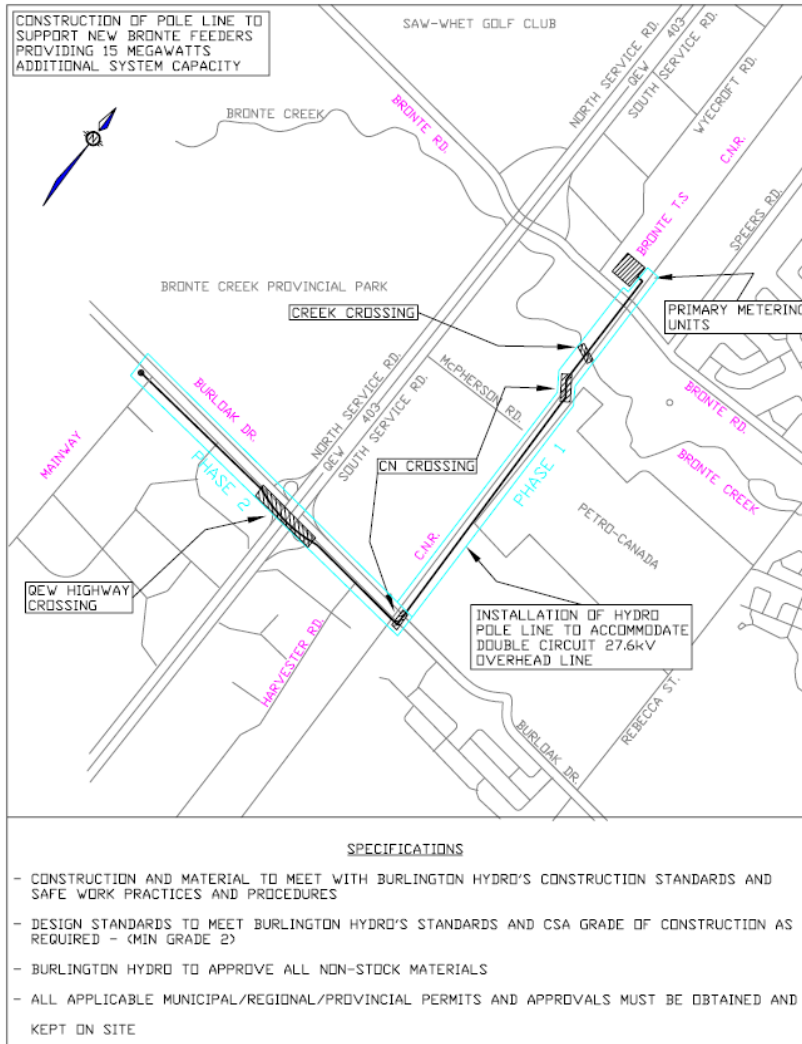 CONSTRUCTION OF POLE LINE TO
SUPPORT NEW BRONTE FEEDERS
PROVIDING 15 MEGAWATTS
ADDITIONAL SYSTEM CAPACITY
SAW-WHET GOLF CLUB
NORTH SERVICE RD.
QEW 403
SOUTH SERVICE RD.
WYECROFT RD.
BRONTE CREEK
BRONTE RD.
C.N.R.
N
SPEERS RD.
BRONTE T.S
BRONTE CREEK PROVINCIAL PARK
CREEK CROSSING
PRIMARY METERING
UNITS
NORTH SERVICE RD.
QEW 403
SOUTH SERVICE RD.
McPHERSON RD.
BURLOAK DR.
BRONTE RD.
MAINWAY
PHASE 2
CN CROSSING
PHASE 1
BRONTE CREEK
PETRO-CANADA
C.N.R.
QEW HIGHWAY
CROSSING
INSTALLATION OF HYDRO
POLE LINE TO ACCOMMODATE
DOUBLE CIRCUIT 27.6kV
OVERHEAD LINE
HARVESTER RD.
REBECCA ST.
BURLOAK DR.
SPECIFICATIONS
- CONSTRUCTION AND MATERIAL TO MEET WITH BURLINGTON HYDRO'S CONSTRUCTION STANDARDS AND
SAFE WORK PRACTICES AND PROCEDURES
- DESIGN STANDARDS TO MEET BURLINGTON HYDRO'S STANDARDS AND CSA GRADE OF CONSTRUCTION AS
REQUIRED - (MIN GRADE 2)
- BURLINGTON HYDRO TO APPROVE ALL NON-STOCK MATERIALS
- ALL APPLICABLE MUNICIPAL/REGIONAL/PROVINCIAL PERMITS AND APPROVALS MUST BE OBTAINED AND
KEPT ON SITE